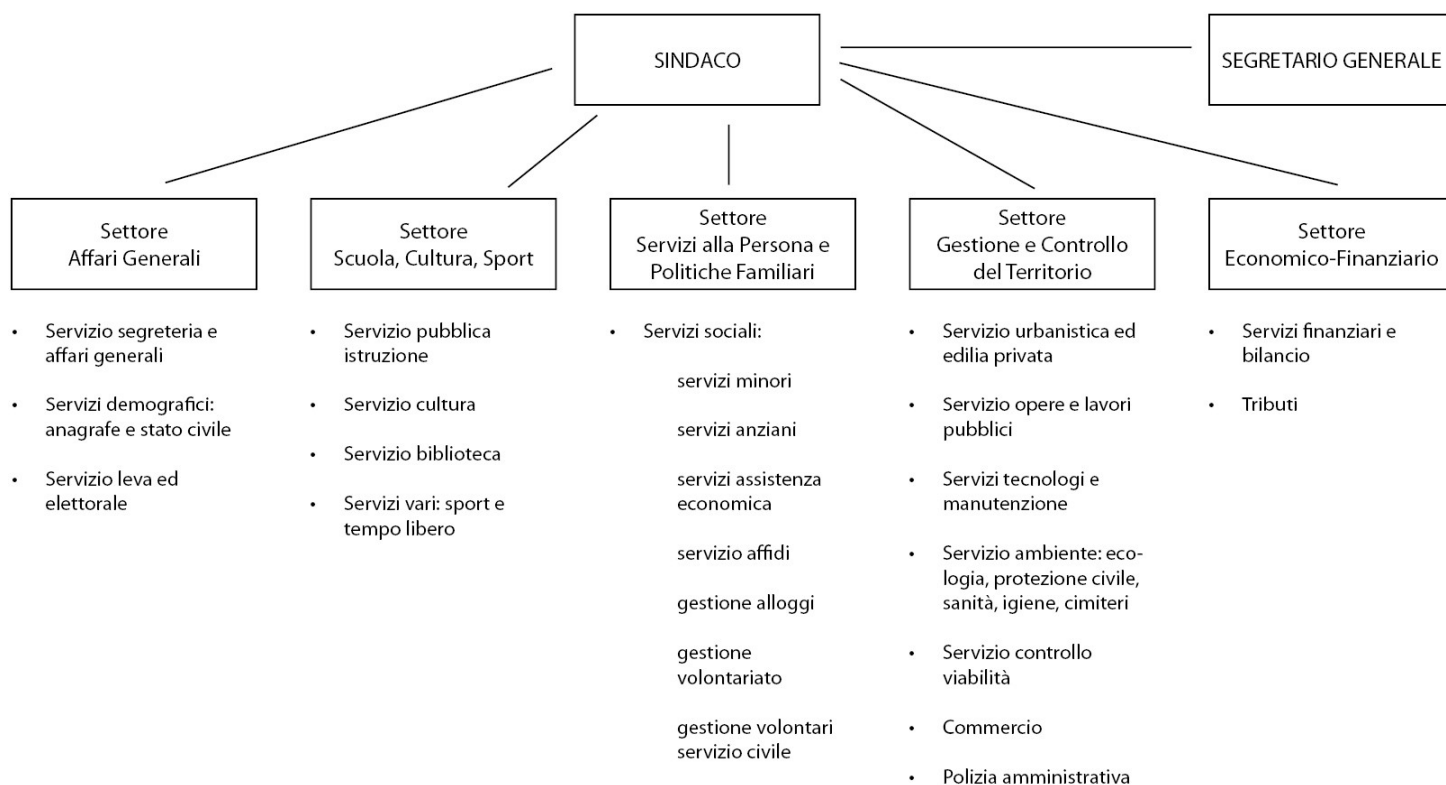 SINDACO
SEGRETARIO GENERALE
Settore
Affari Generali
Settore
Scuola, Cultura, Sport
Settore
Servizi alla Persona e
Politiche Familiari
Settore
Gestione e Controllo
del Territorio
Settore
Economico-Finanziario
• Servizio segreteria e
affari generali
• Servizi demografici:
anagrafe e stato civile
• Servizio leva ed
elettorale
• Servizio pubblica
istruzione
• Servizio cultura
• Servizio biblioteca
• Servizi vari: sport e
tempo libero
• Servizi sociali:
servizi minori
servizi anziani
servizi assistenza
economica
servizio affidi
gestione alloggi
gestione
volontariato
gestione volontari
servizio civile
• Servizio urbanistica ed
edilia privata
• Servizio opere e lavori
pubblici
• Servizi tecnologi e
manutenzione
• Servizio ambiente: eco-
logia, protezione civile,
sanità, igiene, cimiteri
• Servizio controllo
viabilità
• Commercio
• Polizia amministrativa
• Servizi finanziari e
bilancio
• Tributi